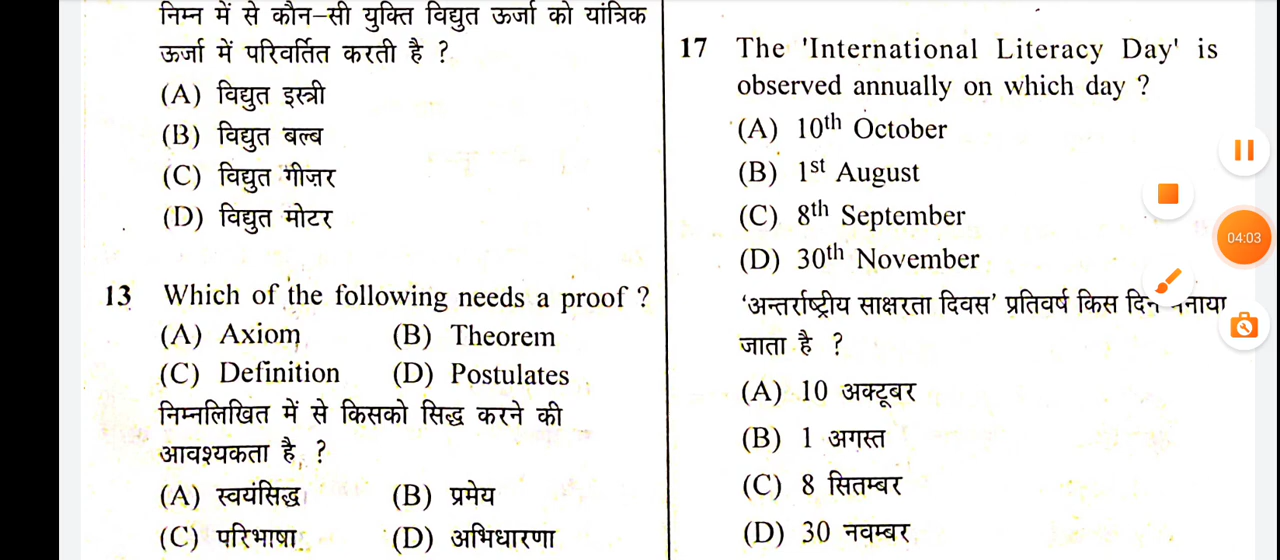 निम्न में से कौन-सी युक्ति विद्युत ऊर्जा को यांत्रिक
ऊर्जा में परिवर्तित करती है ?
(A) विद्युत इस्त्री
(B) विद्युत बल्ब
(C) विद्युत गीज़र
(D) विद्युत मोटर
13 Which of the following needs a proof ?
(A) Axiom (B) Theorem
(C) Definition (D) Postulates
निम्नलिखित में से किसको सिद्ध करने की
आवश्यकता है, ?
(A) स्वयंसिद्ध (B) प्रमेय
(C) परिभाषा (D) अभिधारणा
17 The 'International Literacy Day' is
observed annually on which day ?
(A) 10th October
(B) 1st August
(C) 8th September
(D) 30th November
‘अन्तर्राष्ट्रीय साक्षरता दिवस’ प्रतिवर्ष किस दिन
जाता है ?
(A) 10 अक्टूबर
(B) 1 अगस्त
(C) 8 सितम्बर
(D) 30 नवम्बर
04:03